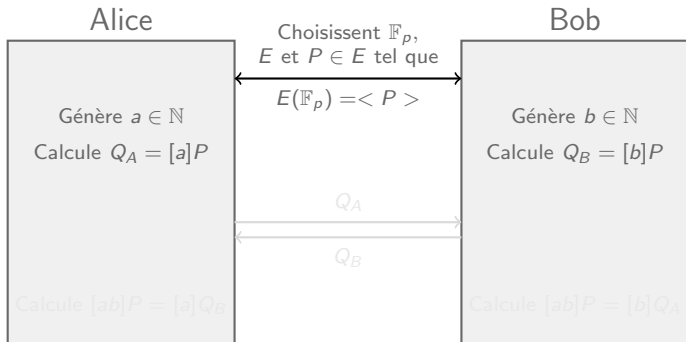 Alice
Bob
Choisissent 𝔽_p,
E et P ∈ E tel que
E(𝔽_p) =< P >
Génère a ∈ ℕ
Calcule Q_A = [a]P
Génère b ∈ ℕ
Calcule Q_B = [b]P
Q_A
Q_B
Calcule [ab]P = [a]Q_B
Calcule [ab]P = [b]Q_A